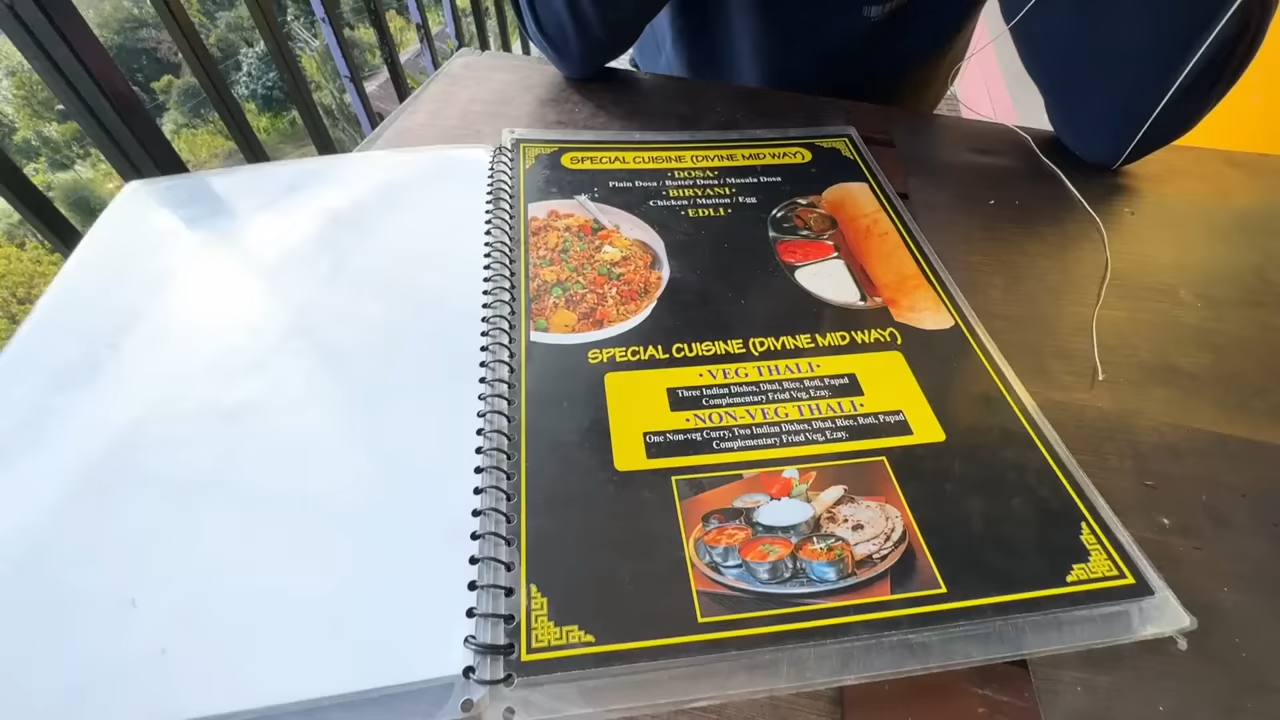 SPECIAL CUISINE (DIVINE MID WAY)
• DOSA •
Plain Dosa / Butter Dosa / Masala Dosa
• BIRYANI •
Chicken / Mutton / Egg
• EDLI •
SPECIAL CUISINE (DIVINE MID WAY)
• VEG THALI •
Three Indian Dishes, Dhal, Rice, Roti, Papad
Complementary Fried Veg, Ezay.
• NON-VEG THALI •
One Non-veg Curry, Two Indian Dishes, Dhal, Rice, Roti, Papad
Complementary Fried Veg, Ezay.